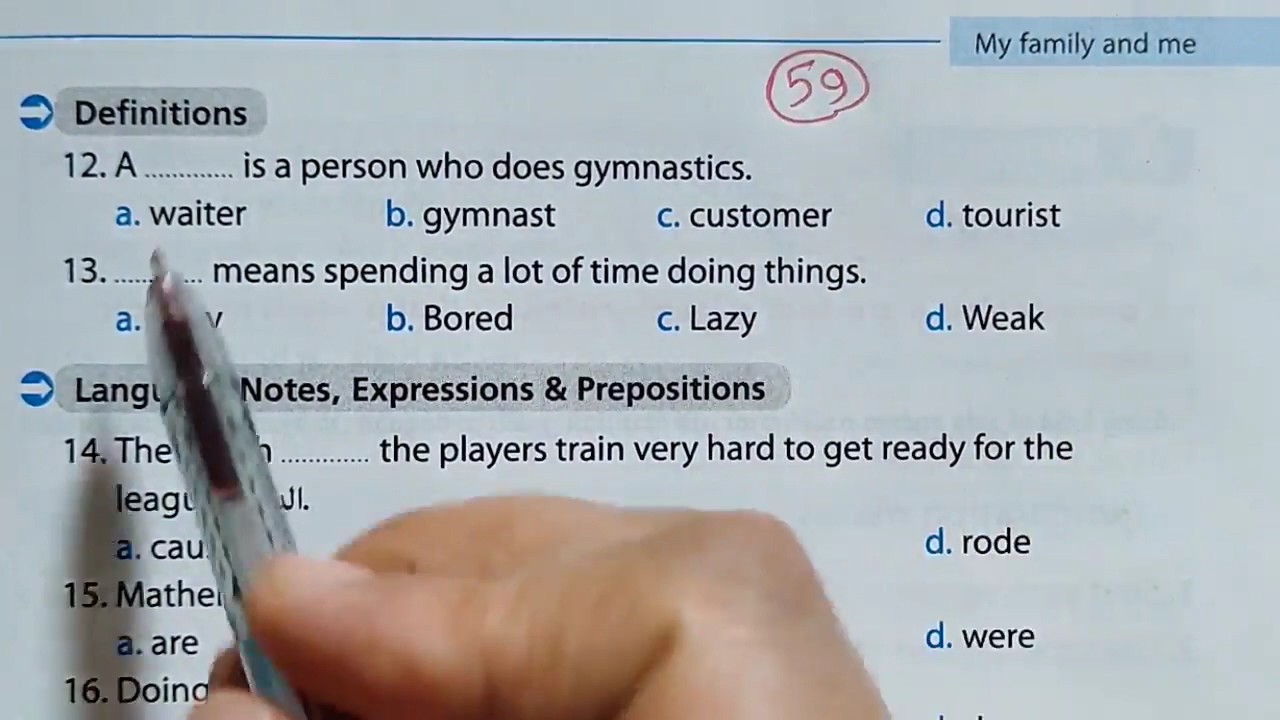 My family and me
59
Definitions
12. A ............ is a person who does gymnastics.
a. waiter b. gymnast c. customer d. tourist
13. ............ means spending a lot of time doing things.
a. b. Bored c. Lazy d. Weak
Notes, Expressions & Prepositions
14. The ............ the players train very hard to get ready for the
a. d. rode
15.
a. are d. were
16. Doing